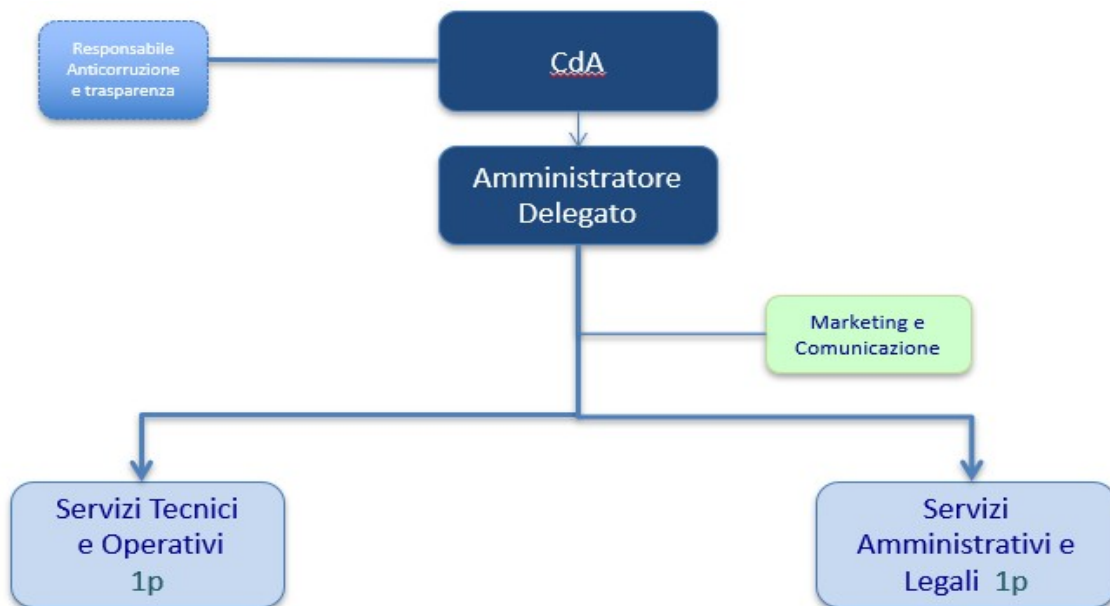 Responsabile
Anticorruzione
e trasparenza
CdA
Amministratore
Delegato
Marketing e
Comunicazione
Servizi Tecnici
e Operativi
1p
Servizi
Amministrativi e
Legali 1p